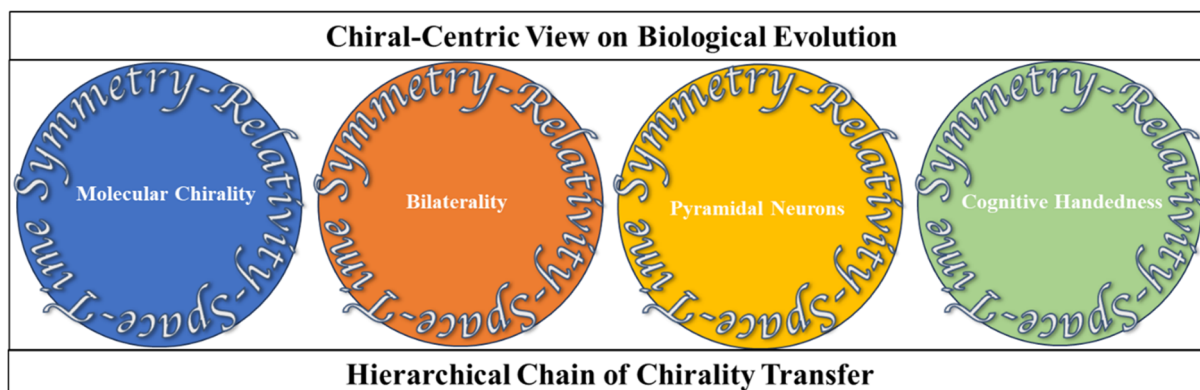 Chiral-Centric View on Biological Evolution
Symmetry-Relativity-Space-Time
Molecular Chirality
Symmetry-Relativity-Space-Time
Bilaterality
Symmetry-Relativity-Space-Time
Pyramidal Neurons
Symmetry-Relativity-Space-Time
Cognitive Handedness
Hierarchical Chain of Chirality Transfer